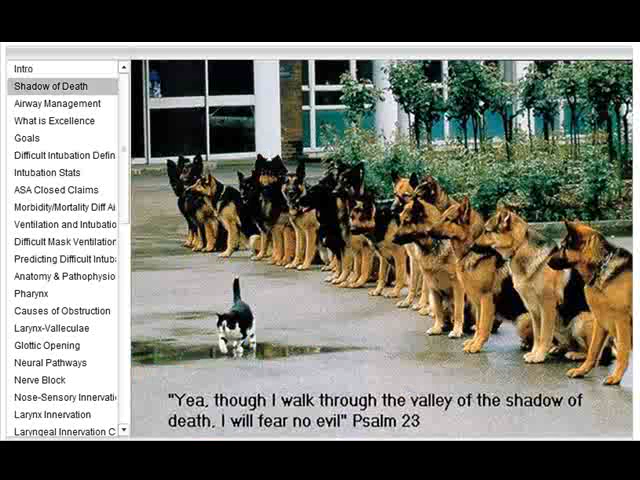 Intro
Shadow of Death
Airway Management
What is Excellence
Goals
Difficult Intubation Defin
Intubation Stats
ASA Closed Claims
Morbidity/Mortality Diff Ai
Ventilation and Intubatio
Difficult Mask Ventilation
Predicting Difficult Intub
Anatomy & Pathophysio
Pharynx
Causes of Obstruction
Larynx-Valleculae
Glottic Opening
Neural Pathways
Nerve Block
Nose-Sensory Innervati
Larynx Innervation
Laryngeal Innervation C
"Yea, though I walk through the valley of the shadow of
death, I will fear no evil" Psalm 23